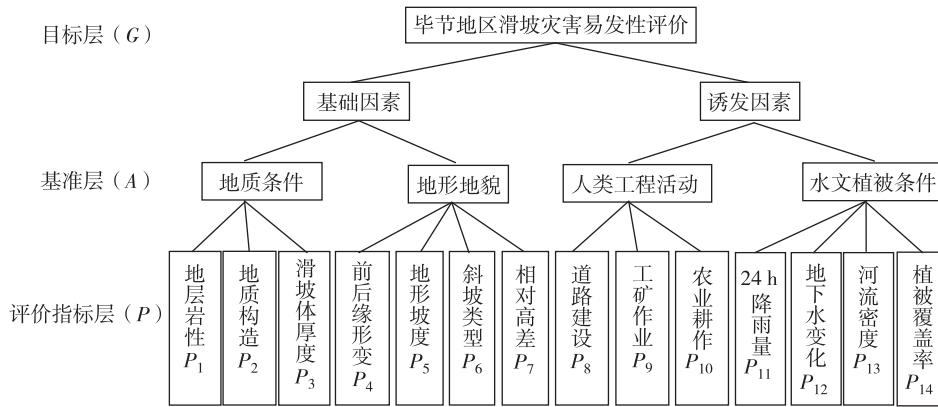 目标层(G)
毕节地区滑坡灾害易发性评价
基础因素
诱发因素
基准层(A)
地质条件
地形地貌
人类工程活动
水文植被条件
评价指标层(P)
地层岩性P1
地质构造P2
滑坡体厚度P3
前后缘形变P4
地形坡度P5
斜坡类型P6
相对高差P7
道路建设P8
工矿作业P9
农业耕作P10
24 h降雨量P11
地下水变化P12
河流密度P13
植被覆盖率P14